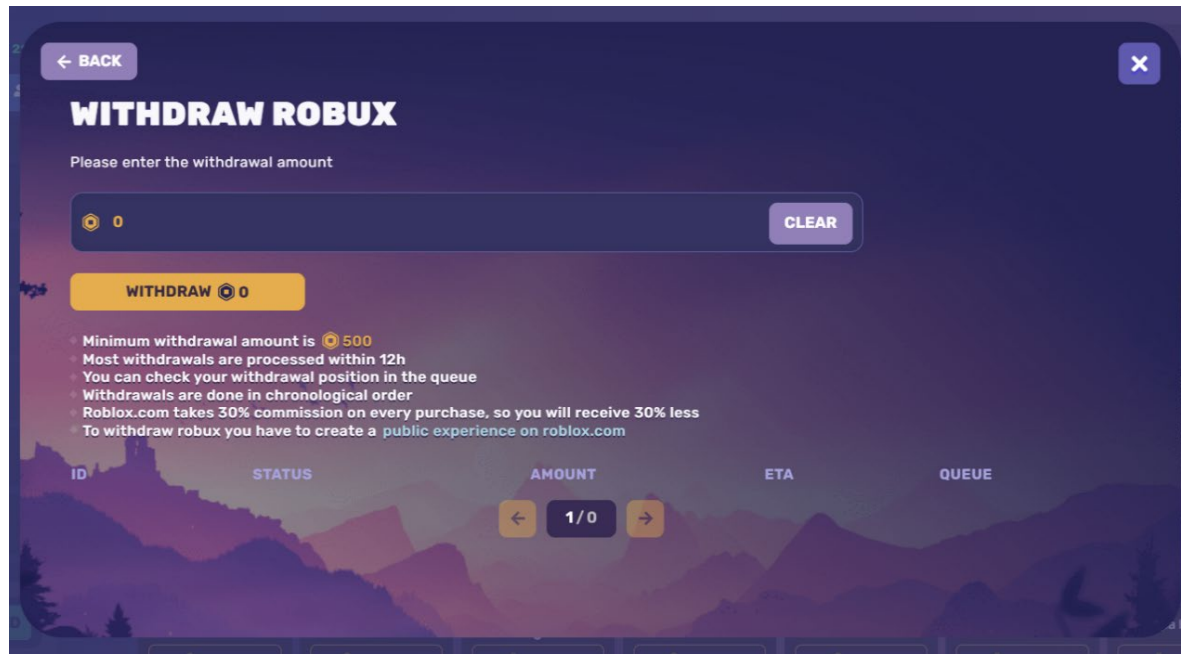 ← BACK
WITHDRAW ROBUX
Please enter the withdrawal amount
0
CLEAR
WITHDRAW 0
Minimum withdrawal amount is 500
Most withdrawals are processed within 12h
You can check your withdrawal position in the queue
Withdrawals are done in chronological order
Roblox.com takes 30% commission on every purchase, so you will receive 30% less
To withdraw robux you have to create a public experience on roblox.com
ID STATUS AMOUNT ETA QUEUE
← 1/0 →